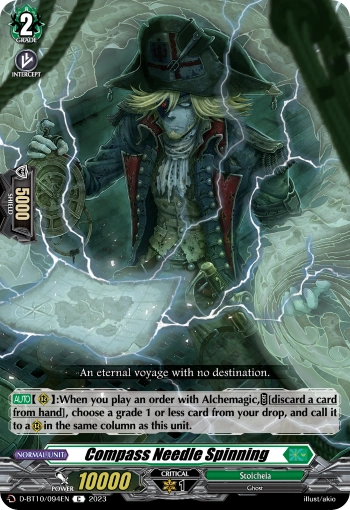 2
GRADE
INTERCEPT
5000
SHIELD
An eternal voyage with no destination.
AUTO[ R ]:When you play an order with Alchemagic, [discard a card
from hand], choose a grade 1 or less card from your drop, and call it
to R in the same column as this unit.
NORMAL UNIT
Compass Needle Spinning
POWER 10000
CRITICAL
1
Stoicheia
Ghost
D-BT10/094EN C 2023
illust/akio